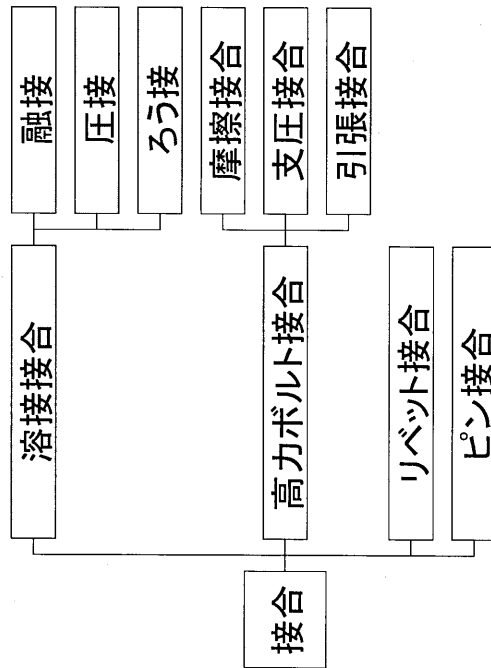 接合
溶接接合
融接
圧接
ろう接
高力ボルト接合
摩擦接合
支圧接合
引張接合
リベット接合
ピン接合